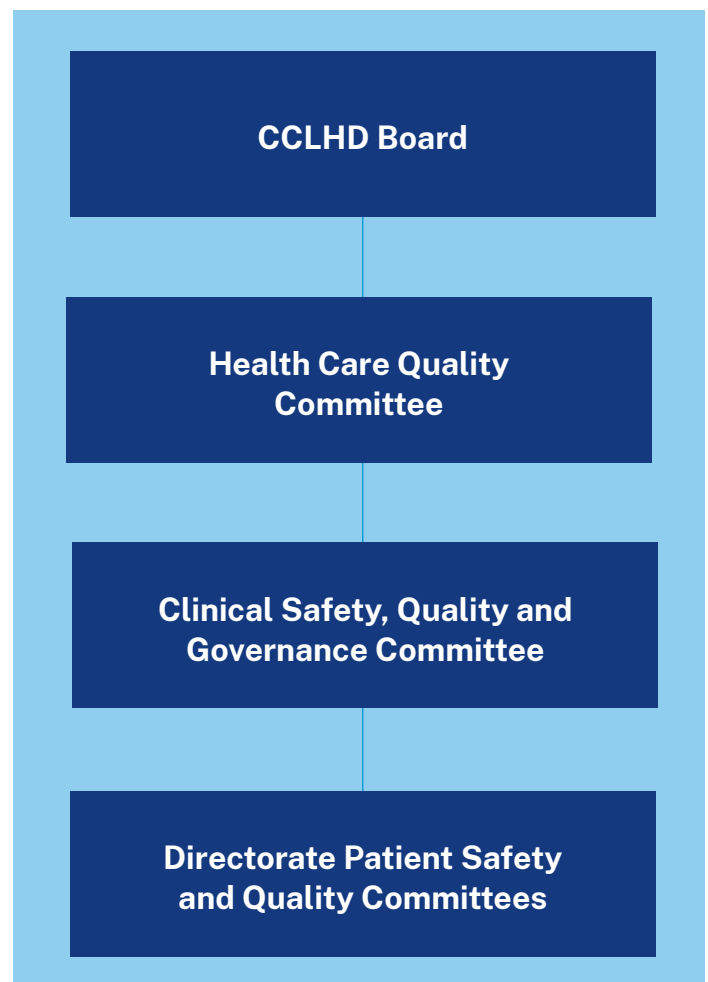 CCLHD Board
Health Care Quality
Committee
Clinical Safety, Quality and
Governance Committee
Directorate Patient Safety
and Quality Committees